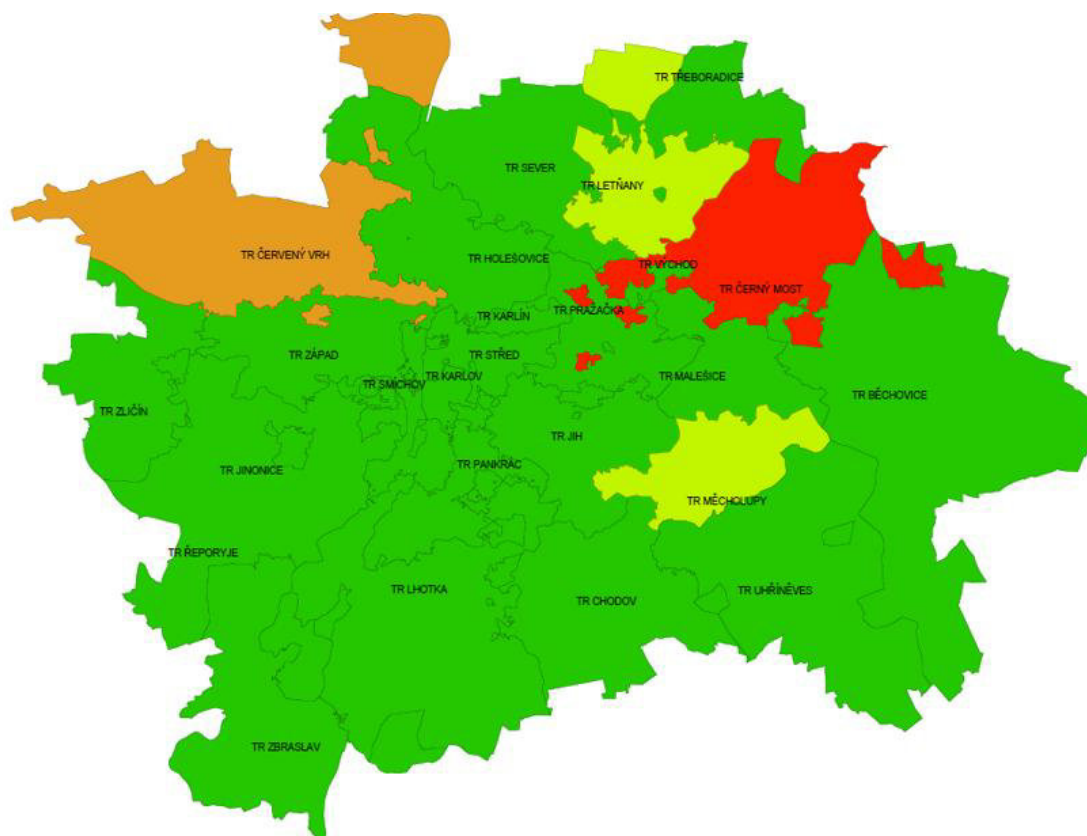 TR TŘEBORADICE
TR SEVER
TR LETŇANY
TR ČERVENÝ VRH
TR HOLEŠOVICE
TR VÝCHOD
TR ČERNÝ MOST
TR PRAŽAČKA
TR KARLÍN
TR ZÁPAD
TR STŘED
TR SMÍCHOV
TR KARLOV
TR MALEŠICE
TR BĚCHOVICE
TR ZLIČÍN
TR JIH
TR JINONICE
TR PANKRÁC
TR MĚCHOLUPY
TR ŘEPORYJE
TR LHOTKA
TR CHODOV
TR UHŘÍNĚVES
TR ZBRASLAV